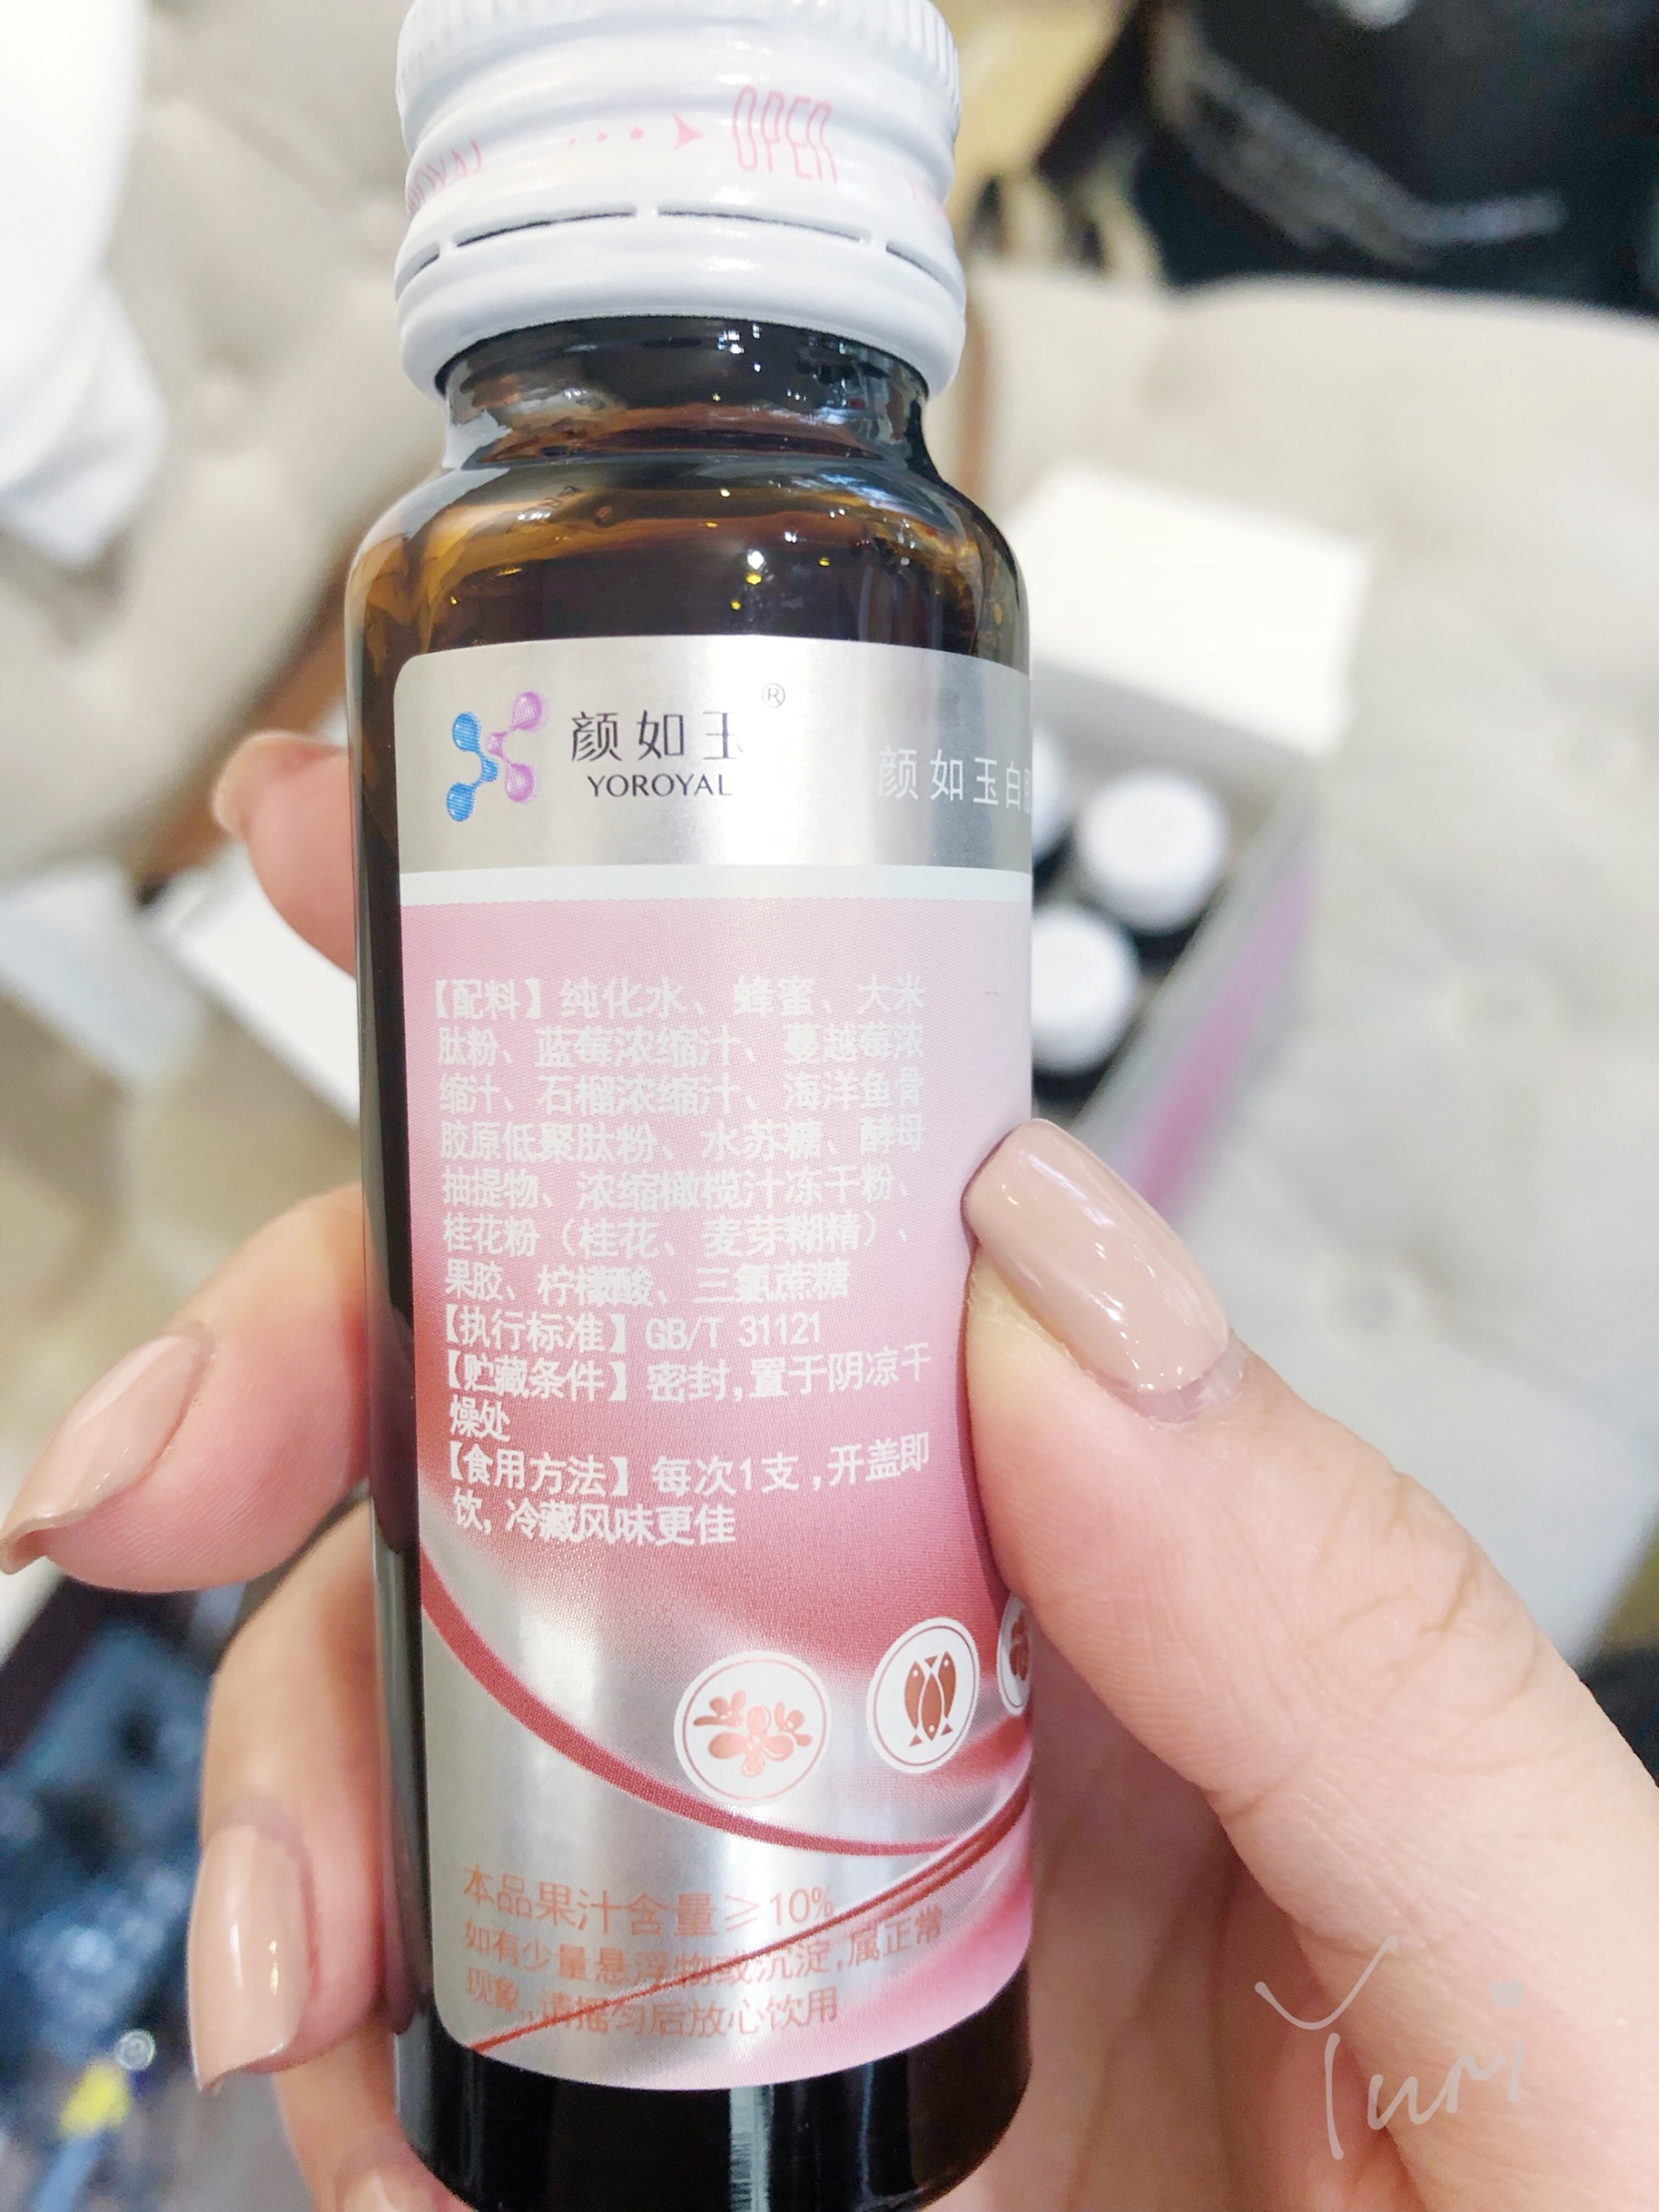 OPEN
颜如玉®
YOROYAL
颜如玉白
【配料】纯化水、蜂蜜、大米
肽粉、蓝莓浓缩汁、蔓越莓浓
缩汁、石榴浓缩汁、海洋鱼骨
胶原低聚肽粉、水苏糖、酵母
抽提物、浓缩橄榄汁冻干粉、
桂花粉（桂花、麦芽糊精）、
果胶、柠檬酸、三氯蔗糖
【执行标准】GB/T 31121
【贮藏条件】密封,置于阴凉干
燥处
【食用方法】每次1支,开盖即
饮,冷藏风味更佳
本品果汁含量≥10%
如有少量悬浮物或沉淀,属正常
现象,请摇匀后放心饮用
Yuri